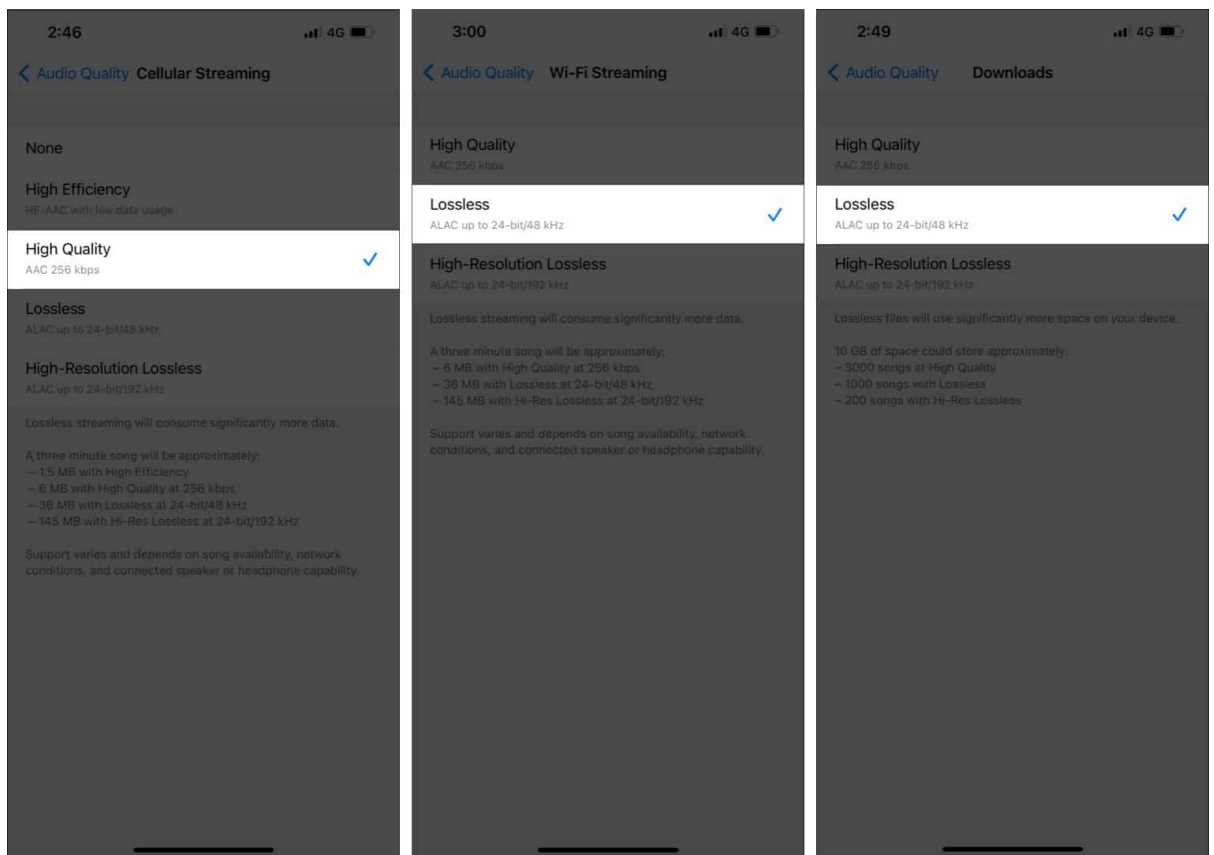 2:46
4G
Audio Quality Cellular Streaming
None
High Efficiency
HE-AAC with low data usage
High Quality
AAC 256 kbps
Lossless
ALAC up to 24-bit/48 kHz
High-Resolution Lossless
ALAC up to 24-bit/192 kHz
Lossless streaming will consume significantly more data.
A three minute song will be approximately:
– 1.5 MB with High Efficiency
– 6 MB with High Quality at 256 kbps
– 36 MB with Lossless at 24-bit/48 kHz
– 145 MB with Hi-Res Lossless at 24-bit/192 kHz
Support varies and depends on song availability, network
conditions, and connected speaker or headphone capability.
3:00
4G
Audio Quality Wi-Fi Streaming
High Quality
AAC 256 kbps
Lossless
ALAC up to 24-bit/48 kHz
High-Resolution Lossless
ALAC up to 24-bit/192 kHz
Lossless streaming will consume significantly more data.
A three minute song will be approximately:
– 6 MB with High Quality at 256 kbps
– 36 MB with Lossless at 24-bit/48 kHz
– 145 MB with Hi-Res Lossless at 24-bit/192 kHz
Support varies and depends on song availability, network
conditions, and connected speaker or headphone capability.
2:49
4G
Audio Quality Downloads
High Quality
AAC 256 kbps
Lossless
ALAC up to 24-bit/48 kHz
High-Resolution Lossless
ALAC up to 24-bit/192 kHz
Lossless files will use significantly more space on your device.
10 GB of space could store approximately:
– 3000 songs at High Quality
– 1000 songs with Lossless
– 200 songs with Hi-Res Lossless